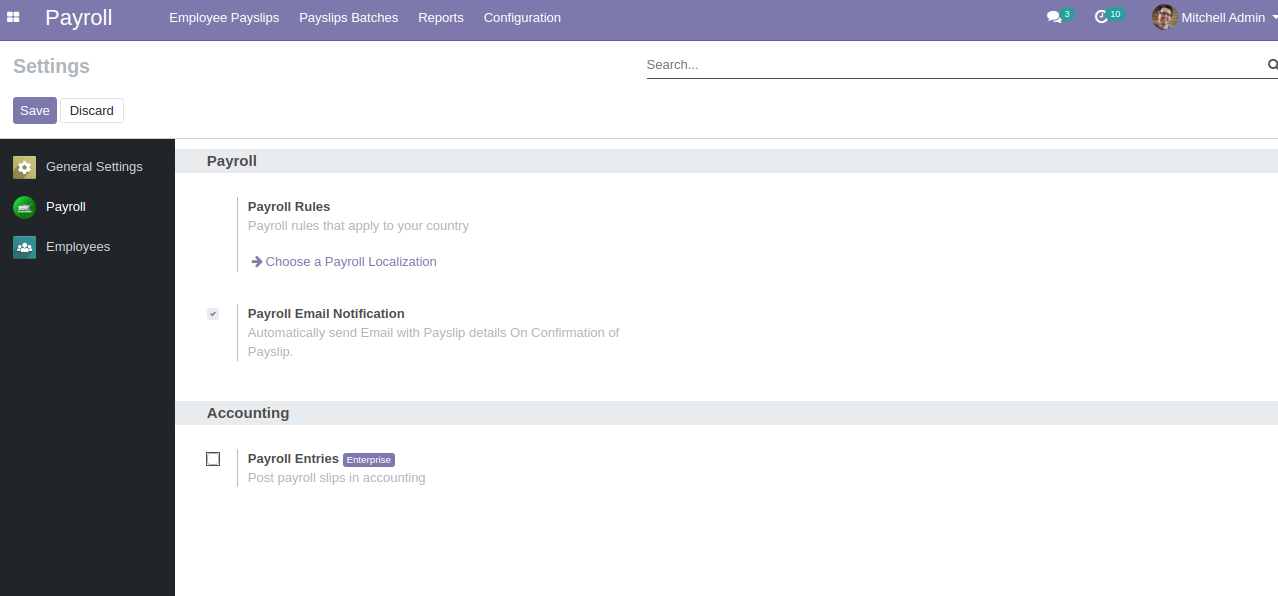 Payroll Employee Payslips Payslips Batches Reports Configuration 3 10 Mitchell Admin
Settings Search...
Save Discard
General Settings
Payroll
Employees
Payroll
Payroll Rules
Payroll rules that apply to your country
Choose a Payroll Localization
Payroll Email Notification
Automatically send Email with Payslip details On Confirmation of
Payslip.
Accounting
Payroll Entries Enterprise
Post payroll slips in accounting